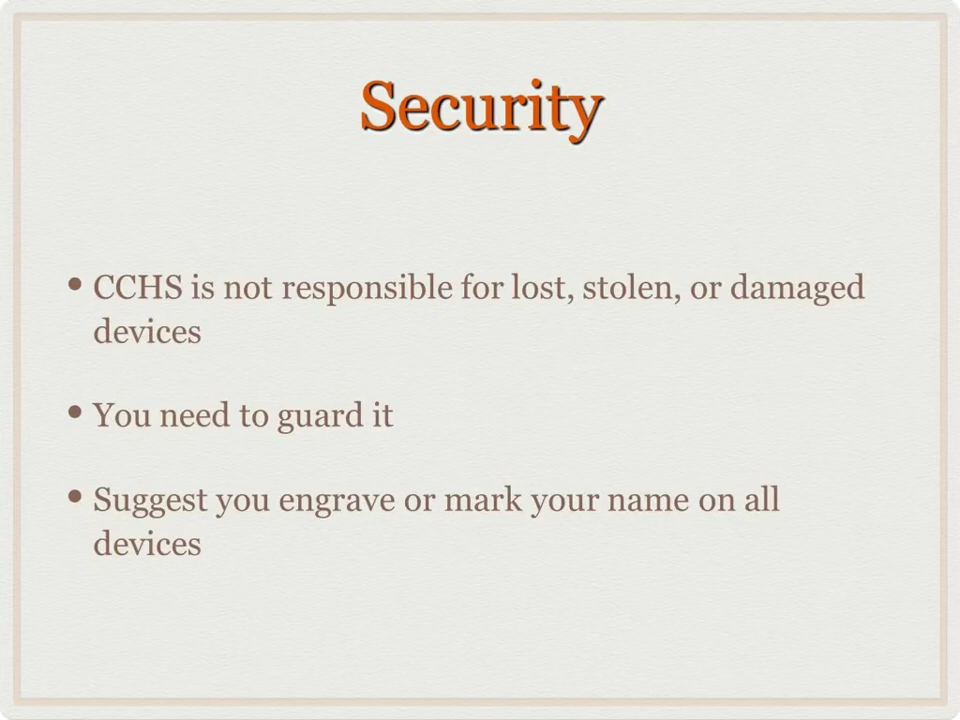 Security
• CCHS is not responsible for lost, stolen, or damaged
devices
• You need to guard it
• Suggest you engrave or mark your name on all
devices